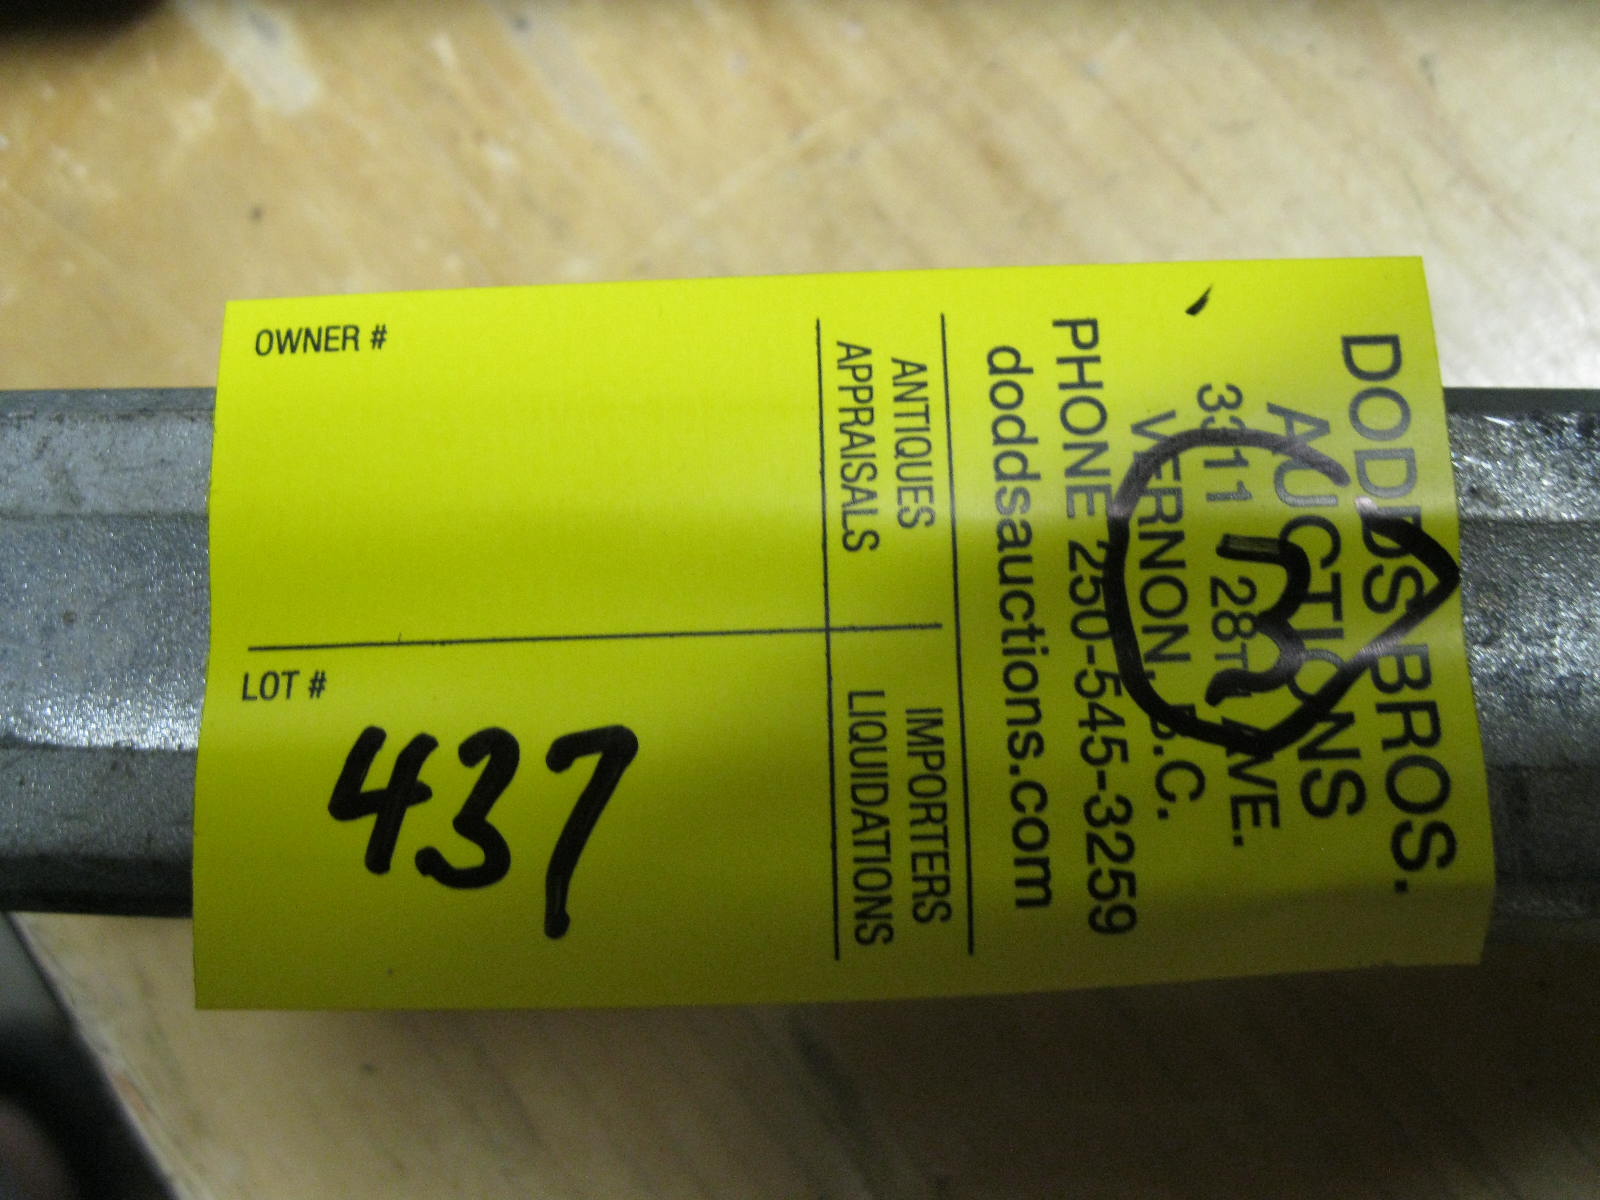 DODDS BROS.
AUCTIONS
3311 28TH AVE.
VERNON, B.C.
PHONE 250-545-3259
doddsauctions.com
ANTIQUES
APPRAISALS
IMPORTERS
LIQUIDATIONS
OWNER #
LOT #
437